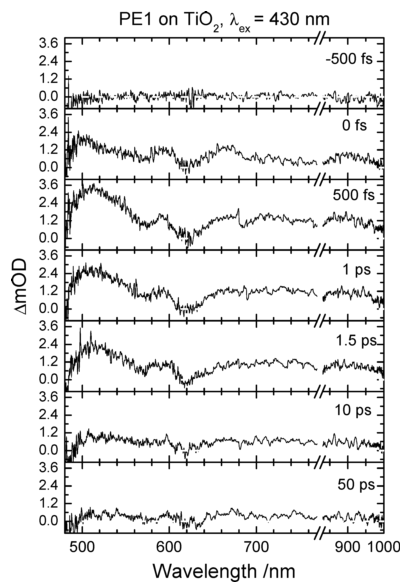 PE1 on TiO2, λex = 430 nm
ΔmOD
3.6
2.4
1.2
0.0
-500 fs
3.6
2.4
1.2
0.0
0 fs
3.6
2.4
1.2
0.0
500 fs
3.6
2.4
1.2
0.0
1 ps
3.6
2.4
1.2
0.0
1.5 ps
3.6
2.4
1.2
0.0
10 ps
3.6
2.4
1.2
0.0
50 ps
500 600 700 900 1000
Wavelength /nm